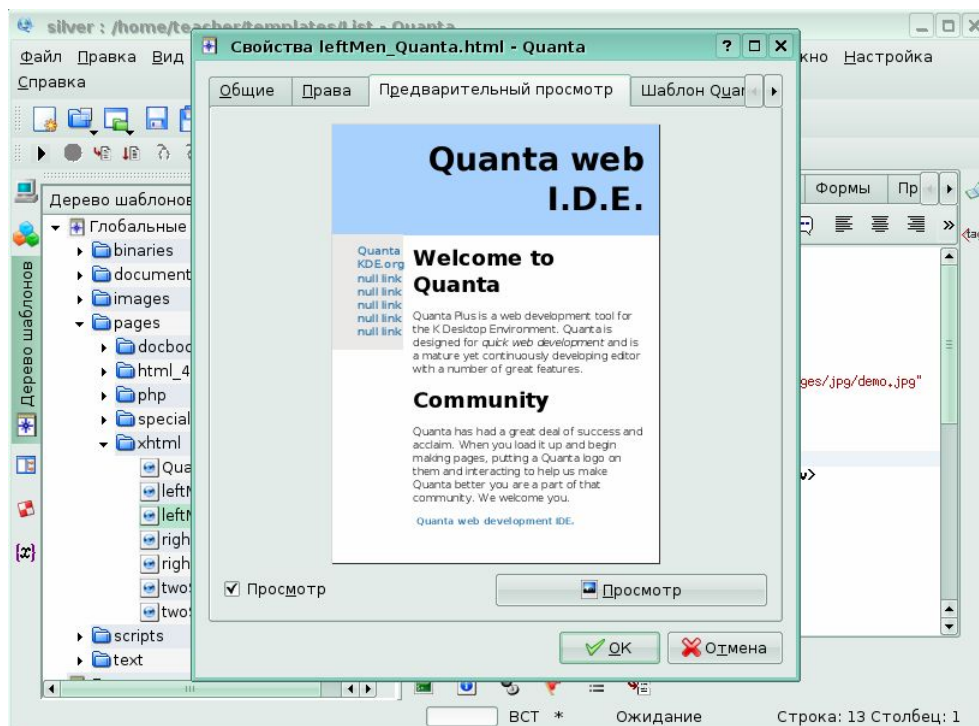 silver : /home/teacher/templates/List - Quanta
Свойства leftMen_Quanta.html - Quanta
Файл Правка Вид
Настройка
Справка
Общие Права Предварительный просмотр Шаблон
Формы
Дерево шаблонов
Дерево шаблонов
Глобальные
binaries
images
pages
php
xhtml
scripts
text
Quanta web
I.D.E.
Quanta
KDE.org
null link
null link
null link
null link
null link
Welcome to
Quanta
Quanta Plus is a web development tool for
the K Desktop Environment. Quanta is
designed for quick web development and is
a mature yet continuously developing editor
with a number of great features.
Community
Quanta has had a great deal of success and
acclaim. When you load it up and begin
making pages, putting a Quanta logo on
them and interacting to help us make
Quanta better you are a part of that
community. We welcome you.
Quanta web development IDE.
ges/jpg/demo.jpg"
Просмотр
Просмотр
OK Отмена
ВСТ * Ожидание Строка: 13 Столбец: 1